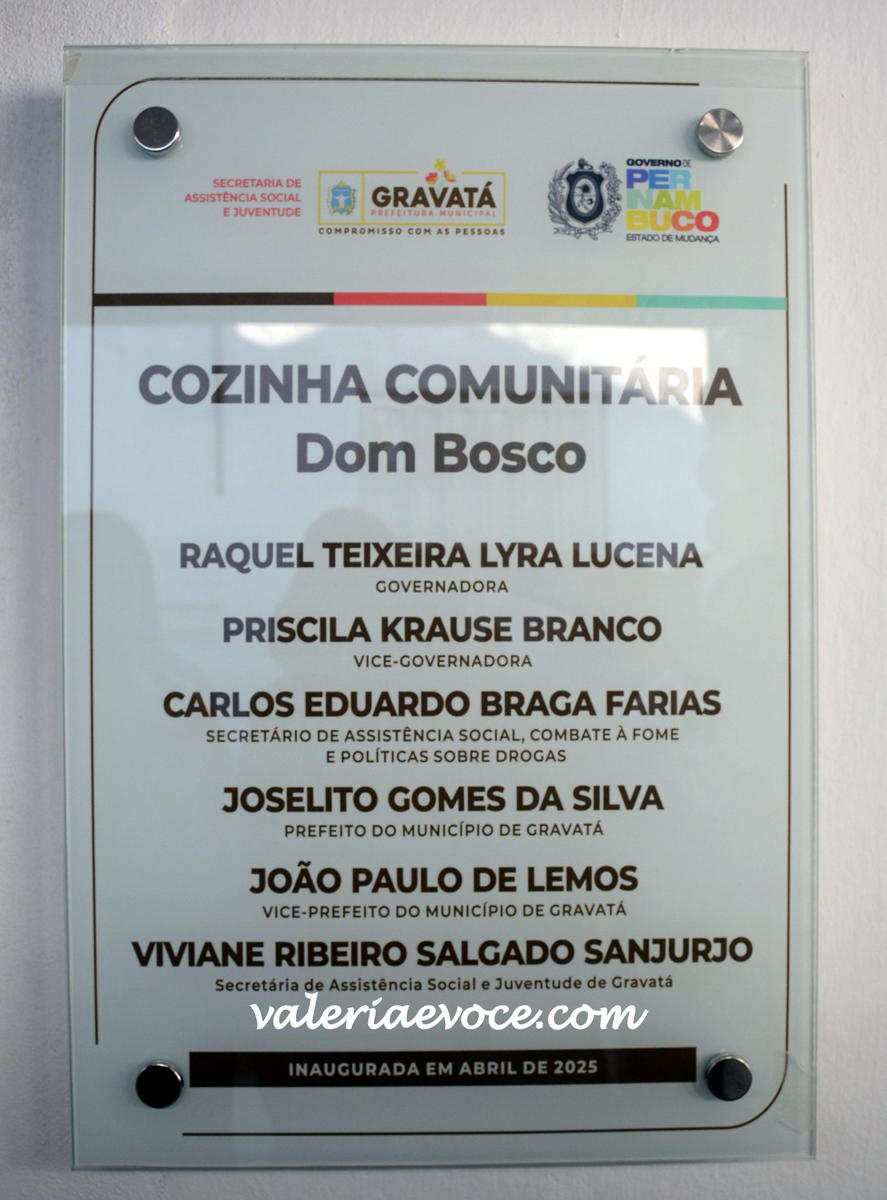 SECRETARIA DE
ASSISTÊNCIA SOCIAL
E JUVENTUDE
GRAVATÁ
PREFEITURA MUNICIPAL
COMPROMISSO COM AS PESSOAS
GOVERNO DE
PER
NAM
BUCO
ESTADO DE MUDANÇA
COZINHA COMUNITÁRIA
Dom Bosco
RAQUEL TEIXEIRA LYRA LUCENA
GOVERNADORA
PRISCILA KRAUSE BRANCO
VICE-GOVERNADORA
CARLOS EDUARDO BRAGA FARIAS
SECRETÁRIO DE ASSISTÊNCIA SOCIAL, COMBATE À FOME
E POLÍTICAS SOBRE DROGAS
JOSELITO GOMES DA SILVA
PREFEITO DO MUNICÍPIO DE GRAVATÁ
JOÃO PAULO DE LEMOS
VICE-PREFEITO DO MUNICÍPIO DE GRAVATÁ
VIVIANE RIBEIRO SALGADO SANJURJO
Secretária de Assistência Social e Juventude de Gravatá
valeriaevoce.com
INAUGURADA EM ABRIL DE 2025